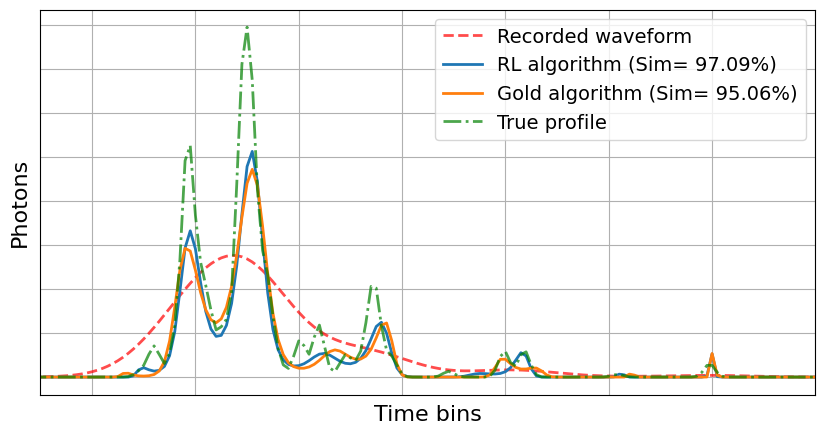 Recorded waveform
RL algorithm (Sim= 97.09%)
Gold algorithm (Sim= 95.06%)
True profile
Photons
Time bins